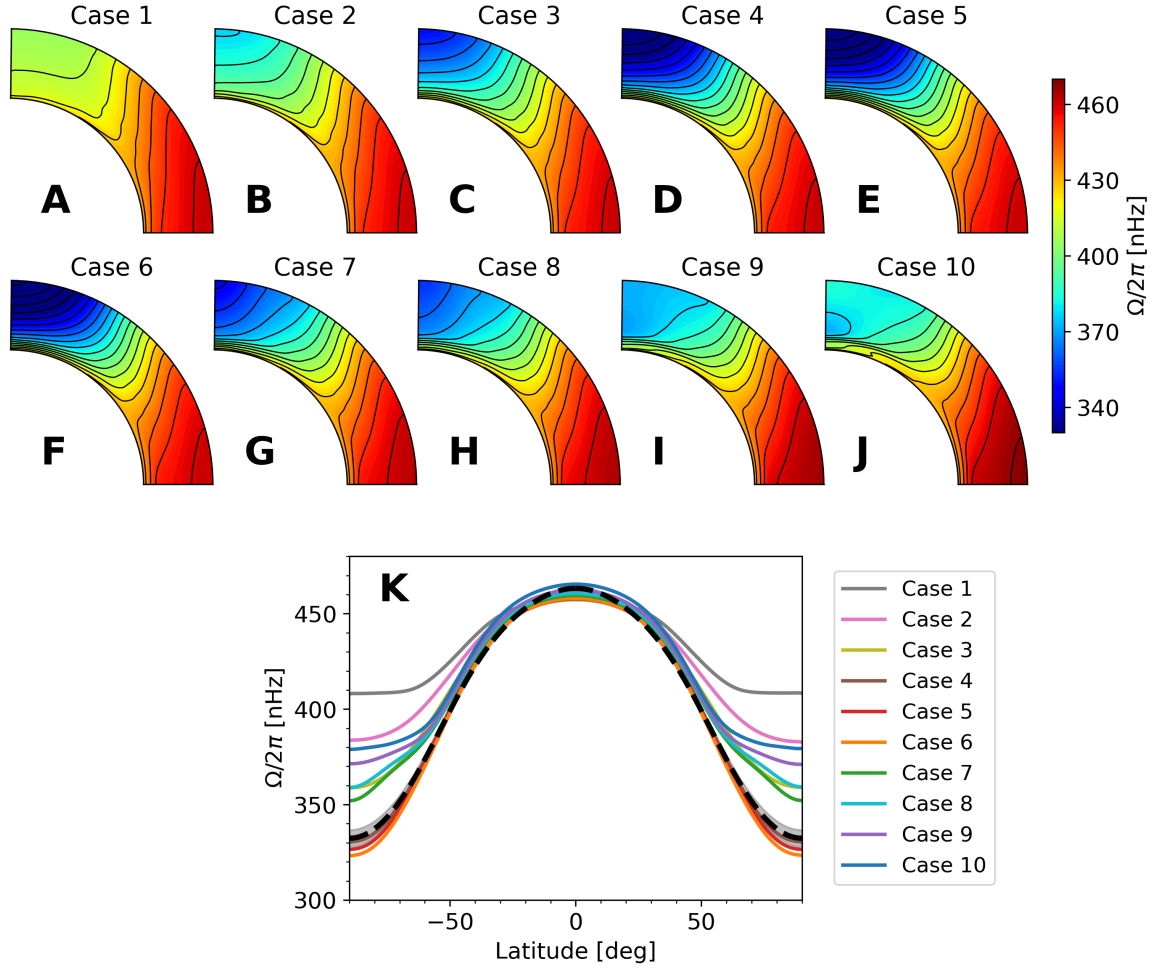 Case 1 Case 2 Case 3 Case 4 Case 5
A B C D E
Case 6 Case 7 Case 8 Case 9 Case 10
F G H I J
460
430
400
370
340
Ω/2π [nHz]
K
450
400
350
300
Ω/2π [nHz]
−50 0 50
Latitude [deg]
Case 1
Case 2
Case 3
Case 4
Case 5
Case 6
Case 7
Case 8
Case 9
Case 10